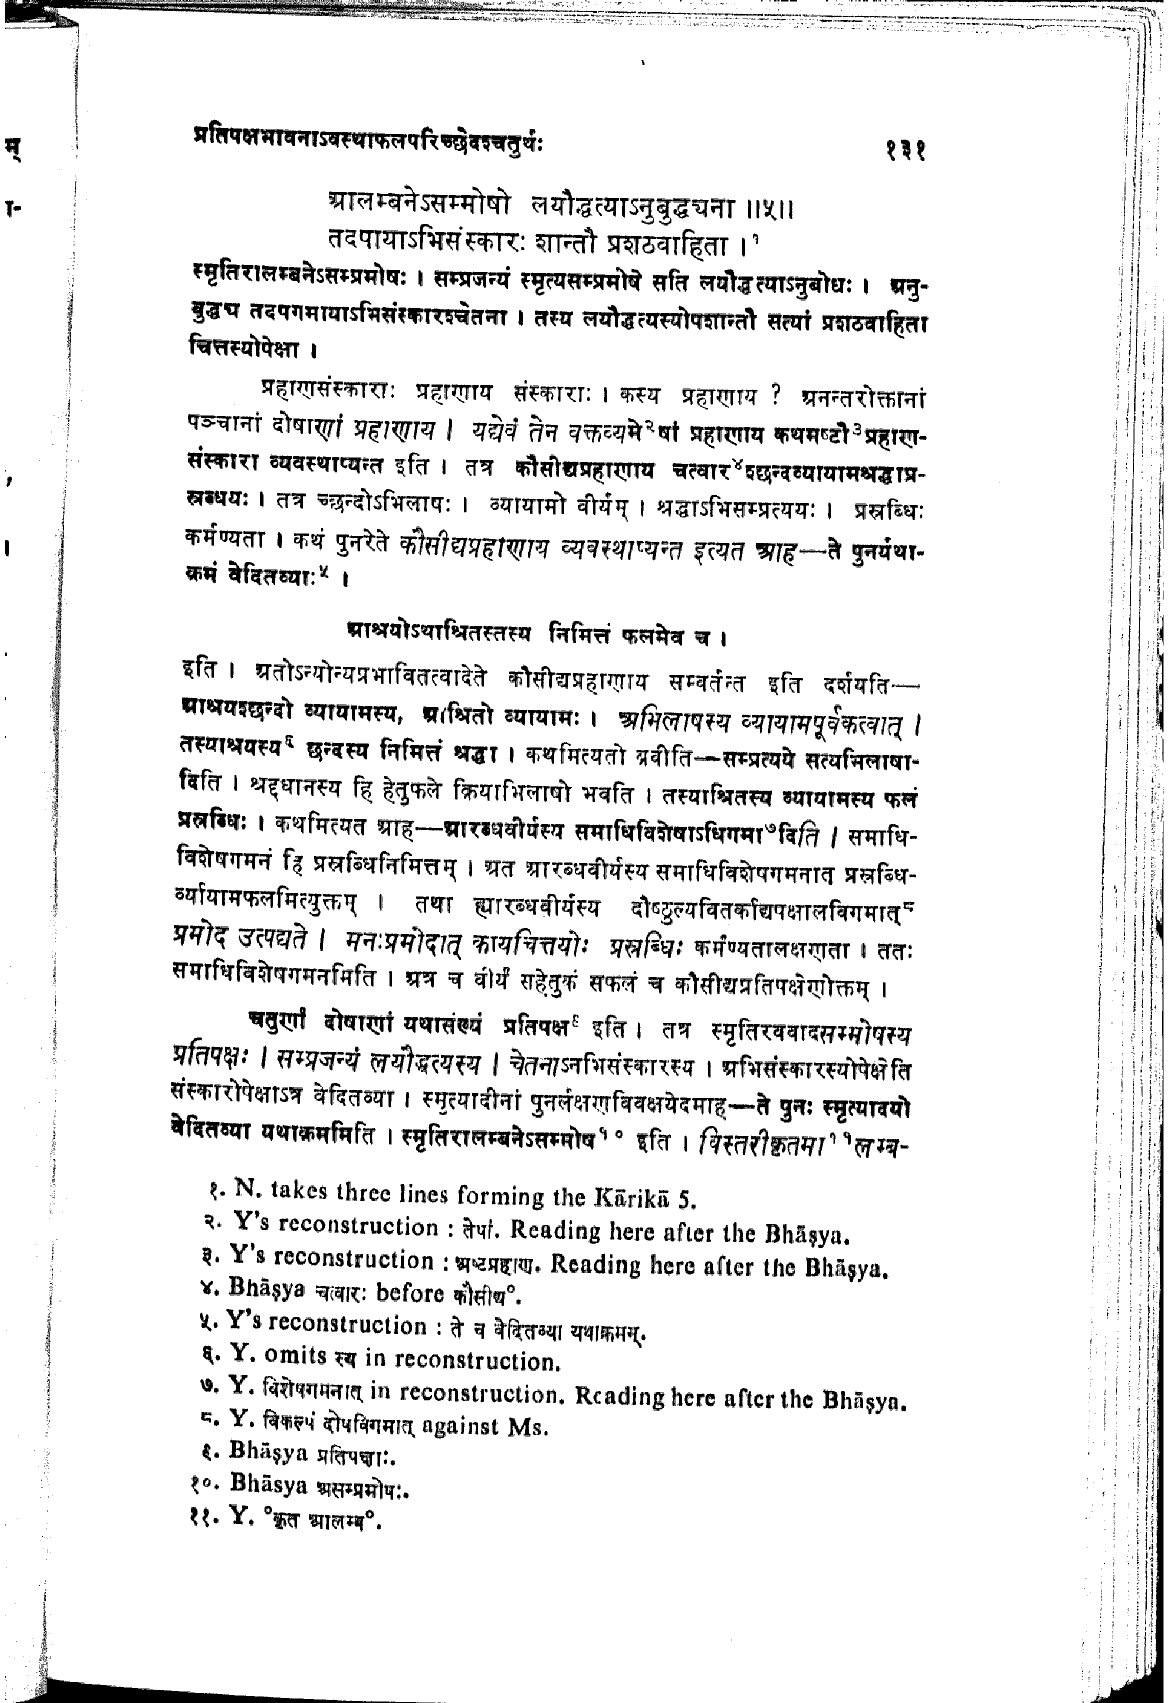 प्रतिपक्षभावनाऽवस्थाफलपरिच्छेदश्चतुर्थः १३१
आलम्बनेऽसम्मोषो लयौद्धत्याऽनुबुद्ध्यना ॥५॥
तदपायाऽभिसंस्कारः शान्तौ प्रशठवाहिता ।¹
स्मृतिरालम्बनेऽसम्प्रमोषः । सम्प्रजन्यं स्मृत्यसम्प्रमोषे सति लयौद्धत्याऽनुबोधः । अनु-
बुद्ध्य तदपगमायाऽभिसंस्कारश्चेतना । तस्य लयौद्धत्यस्योपशान्तौ सत्यां प्रशठवाहिता
चित्तस्योपेक्षा ।
प्रहाणसंस्काराः प्रहाणाय संस्काराः । कस्य प्रहाणाय ? अनन्तरोक्तानां
पञ्चानां दोषाणां प्रहाणाय । यद्येवं तेन वक्तव्यमे२षां प्रहाणाय कथमष्टौ३प्रहाण-
संस्कारा व्यवस्थाप्यन्त इति । तत्र कौसीद्यप्रहाणाय चत्वार४श्छन्दव्यायामश्रद्धाप्र-
स्रब्धयः । तत्र च्छन्दोऽभिलाषः । व्यायामो वीर्यम् । श्रद्धाऽभिसम्प्रत्ययः । प्रस्रब्धिः
कर्मण्यता । कथं पुनरेते कौसीद्यप्रहाणाय व्यवस्थाप्यन्त इत्यत आह—ते पुनर्यथा-
क्रमं वेदितव्याः५ ।
आश्रयोऽथाश्रितस्तस्य निमित्तं फलमेव च ।
इति । अतोऽन्योन्यप्रभावितत्वादेते कौसीद्यप्रहाणाय सम्वर्तन्त इति दर्शयति—
आश्रयश्छन्दो व्यायामस्य, आश्रितो व्यायामः । अभिलाषस्य व्यायामपूर्वकत्वात् ।
तस्याश्रयस्य६ छन्दस्य निमित्तं श्रद्धा । कथमित्यतो ब्रवीति—सम्प्रत्यये सत्यभिलाषा-
दिति । श्रद्दधानस्य हि हेतुफले क्रियाभिलाषो भवति । तस्याश्रितस्य व्यायामस्य फलं
प्रस्रब्धिः । कथमित्यत आह—आरब्धवीर्यस्य समाधिविशेषाऽधिगमा७दिति । समाधि-
विशेषगमनं हि प्रस्रब्धिनिमित्तम् । अत आरब्धवीर्यस्य समाधिविशेषगमनात् प्रस्रब्धि-
र्व्यायामफलमित्युक्तम् । तथा ह्यारब्धवीर्यस्य दौष्ठुल्यवितर्काद्यपक्षालविगमात्८
प्रमोद उत्पद्यते । मनःप्रमोदात् कायचित्तयोः प्रस्रब्धिः कर्मण्यतालक्षणता । ततः
समाधिविशेषगमनमिति । अत्र च वीर्यं सहेतुकं सफलं च कौसीद्यप्रतिपक्षेणोक्तम् ।
चतुर्णां दोषाणां यथासंख्यं प्रतिपक्ष९ इति । तत्र स्मृतिरववादसम्मोषस्य
प्रतिपक्षः । सम्प्रजन्यं लयौद्धत्यस्य । चेतनाऽनभिसंस्कारस्य । अभिसंस्कारस्योपेक्षेति
संस्कारोपेक्षाऽत्र वेदितव्या । स्मृत्यादीनां पुनर्लक्षणविवक्षयेदमाह—ते पुनः स्मृत्यादयो
वेदितव्या यथाक्रममिति । स्मृतिरालम्बनेऽसम्मोष१० इति । विस्तरीकृतमा११लम्ब-
१. N. takes three lines forming the Kārikā 5.
२. Y's reconstruction : तेषां. Reading here after the Bhāṣya.
३. Y's reconstruction : अष्टप्रहाण. Reading here after the Bhāṣya.
४. Bhāṣya चत्वारः before कौसीद्य°.
५. Y's reconstruction : ते च वेदितव्या यथाक्रमम्.
६. Y. omits स्य in reconstruction.
७. Y. विशेषगमनात् in reconstruction. Reading here after the Bhāṣya.
८. Y. विकल्पं दोषविगमात् against Ms.
९. Bhāṣya प्रतिपक्षाः.
१०. Bhāṣya असम्प्रमोषः.
११. Y. °कृत आलम्ब°.